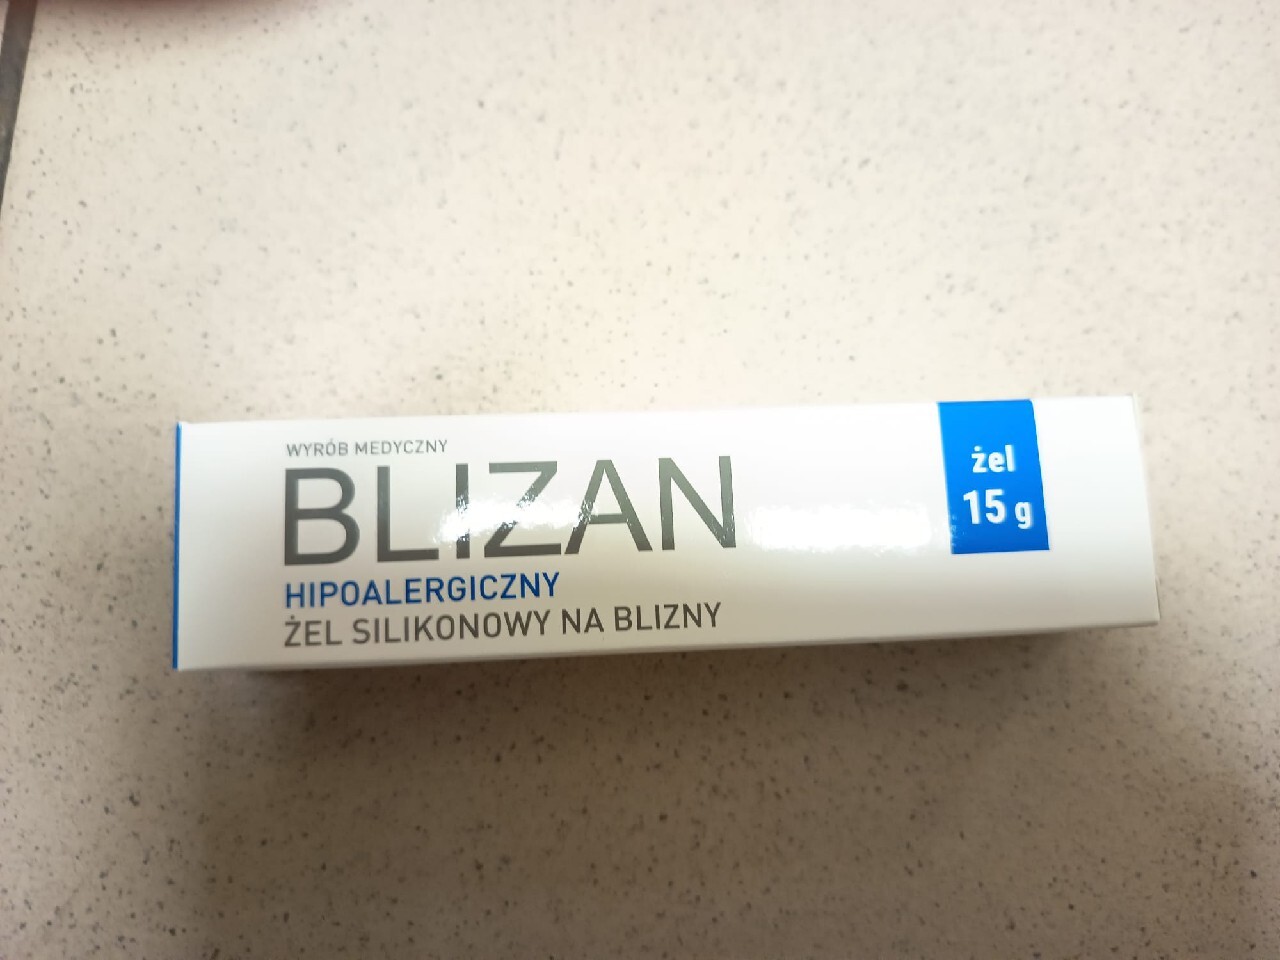 WYRÓB MEDYCZNY
BLIZAN
HIPOALERGICZNY
ŻEL SILIKONOWY NA BLIZNY
żel
15 g